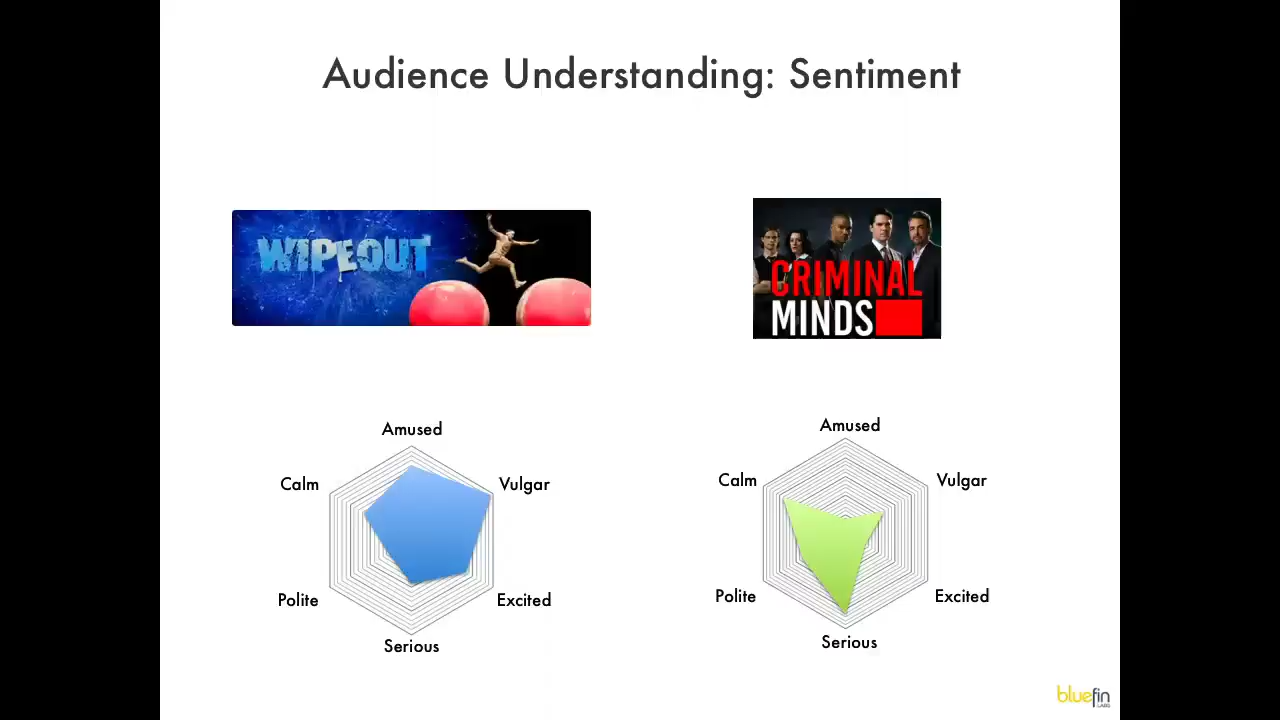 Audience Understanding: Sentiment
WIPEOUT
CRIMINAL
MINDS
Amused
Calm
Vulgar
Polite
Excited
Serious
Amused
Calm
Vulgar
Polite
Excited
Serious
bluefin
LABS